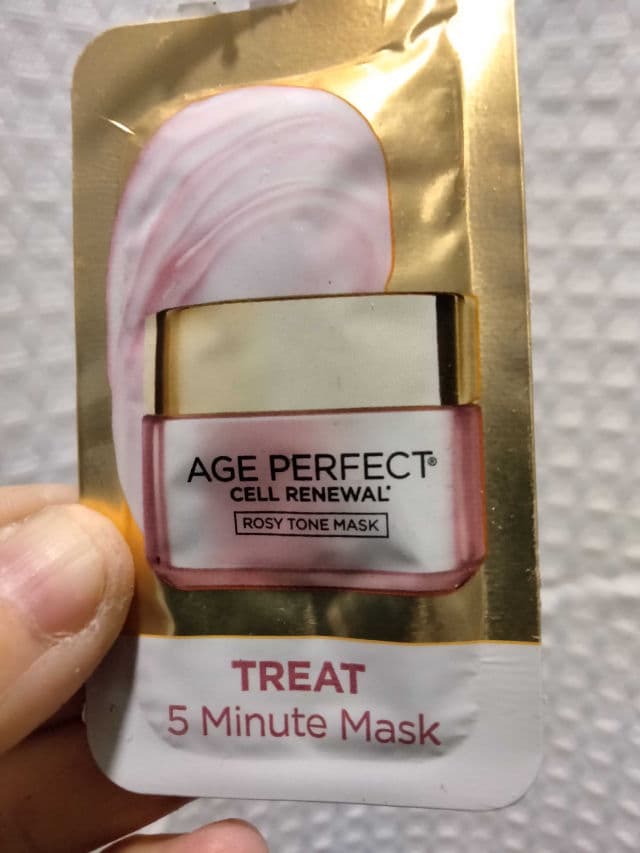 AGE PERFECT®
CELL RENEWAL*
ROSY TONE MASK
TREAT
5 Minute Mask